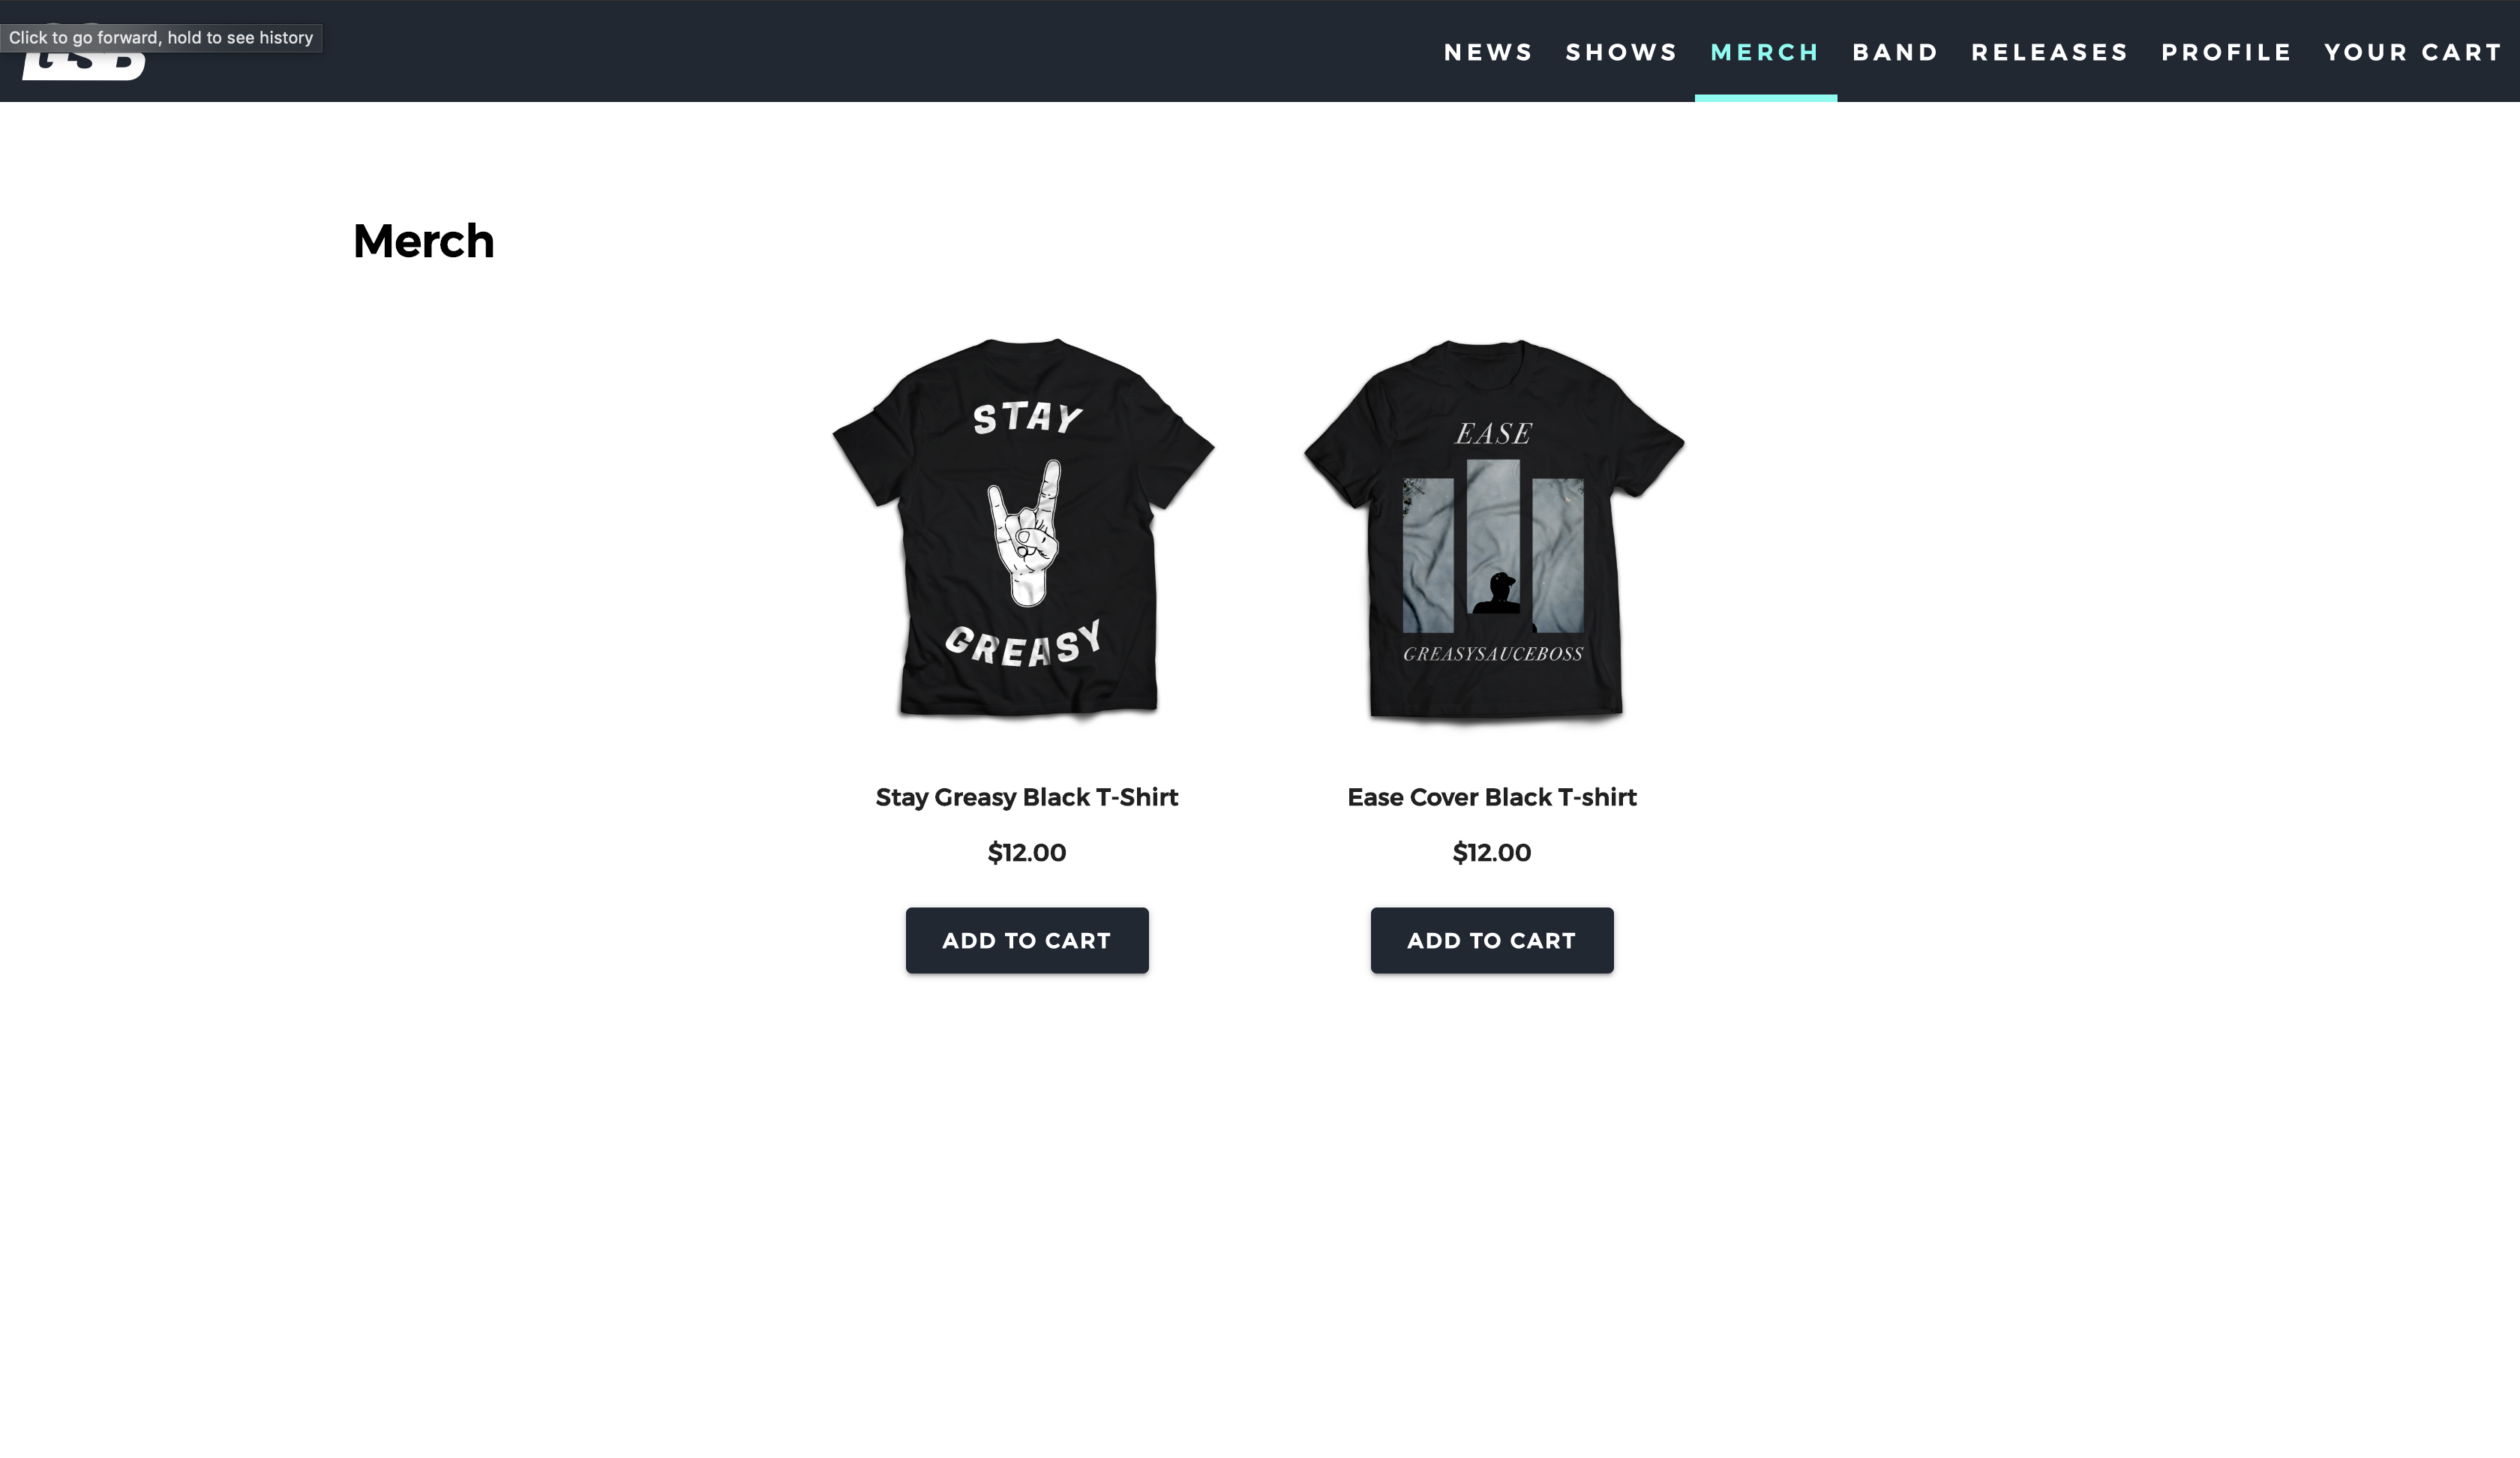 Click to go forward, hold to see history
GSB
NEWS SHOWS MERCH BAND RELEASES PROFILE YOUR CART
Merch
STAY
GREASY
EASE
GREASYSAUCEBOSS
Stay Greasy Black T-Shirt
Ease Cover Black T-shirt
$12.00
$12.00
ADD TO CART
ADD TO CART